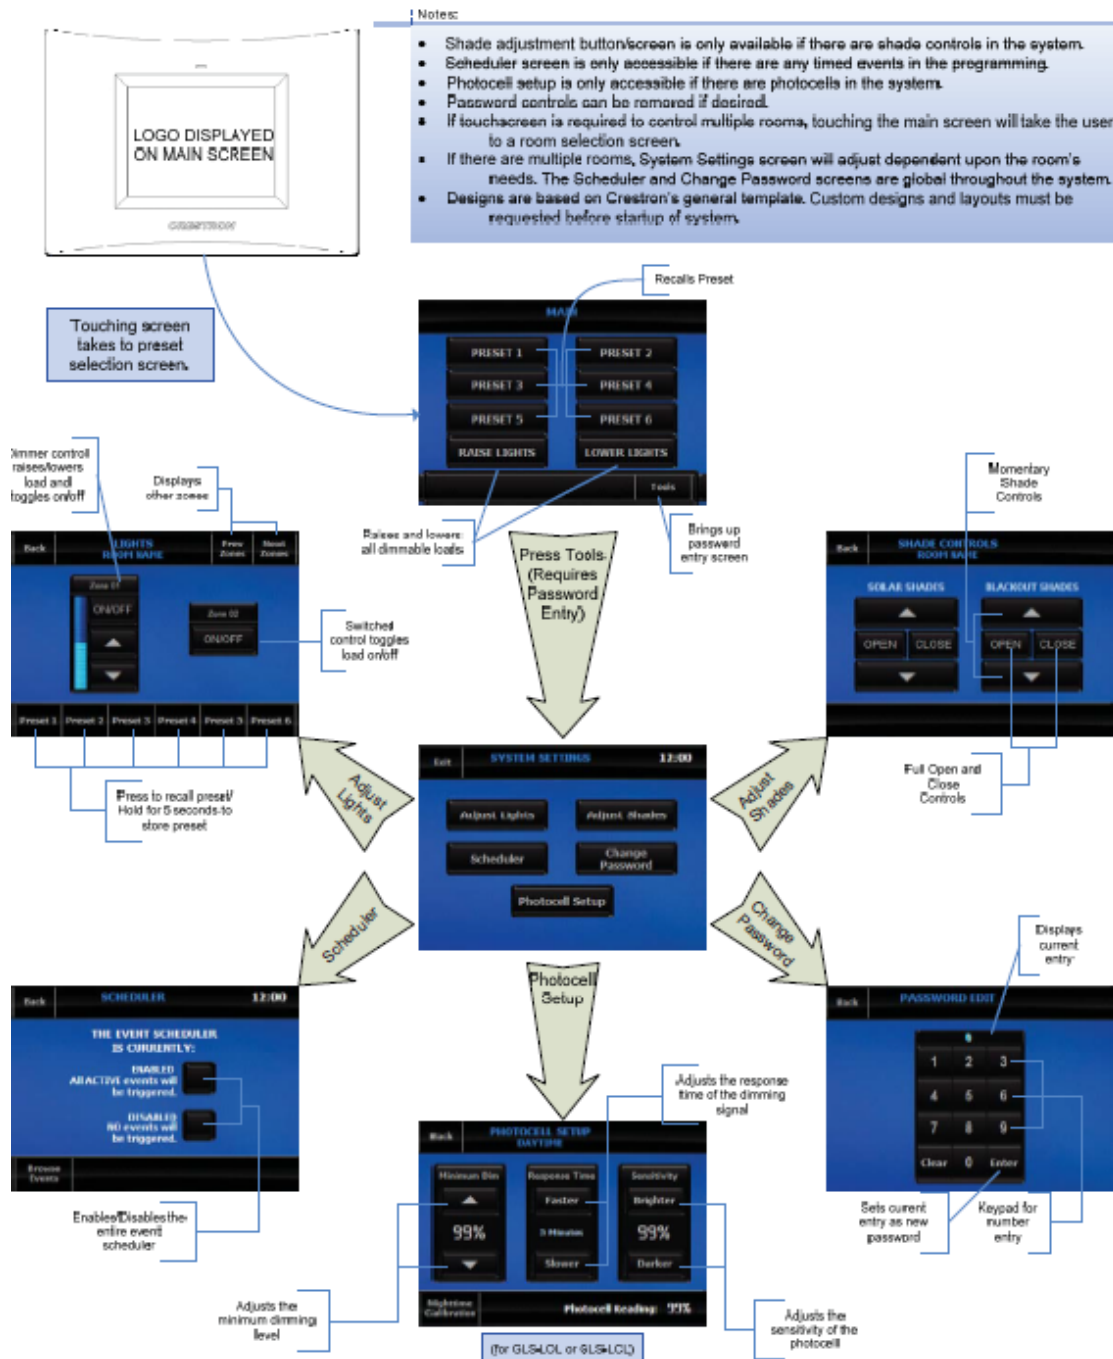 Notes:
Shade adjustment button/screen is only available if there are shade controls in the system.
Scheduler screen is only accessible if there are any timed events in the programming.
Photocell setup is only accessible if there are photocells in the system.
Password controls can be removed if desired.
If touchscreen is required to control multiple rooms, touching the main screen will take the user
to a room selection screen.
If there are multiple rooms, System Settings screen will adjust dependent upon the room's
needs. The Scheduler and Change Password screens are global throughout the system.
Designs are based on Crestron's general template. Custom designs and layouts must be
requested before startup of system.
LOGO DISPLAYED
ON MAIN SCREEN
CRESTRON
Touching screen
takes to preset
selection screen.
Recalls Preset
MAIN
PRESET 1
PRESET 2
PRESET 3
PRESET 4
PRESET 5
PRESET 6
RAISE LIGHTS
LOWER LIGHTS
Tools
Raises and lowers
all dimmable loads
Brings up
password
entry screen
Press Tools
(Requires
Password
Entry)
Dimmer control
raises/lowers
load and
toggles on/off
Displays
other zones
Back
LIGHTS
ROOM NAME
Prev
Zones
Next
Zones
Zone 01
ON/OFF
Zone 02
ON/OFF
Switched
control toggles
load on/off
Preset 1
Preset 2
Preset 3
Preset 4
Preset 5
Preset 6
Press to recall preset/
Hold for 5 seconds to
store preset
Momentary
Shade
Controls
Back
SHADE CONTROLS
ROOM NAME
SOLAR SHADES
BLACKOUT SHADES
OPEN
CLOSE
OPEN
CLOSE
Full Open and
Close
Controls
Adjust
Lights
Adjust
Shades
Exit
SYSTEM SETTINGS
12:00
Adjust Lights
Adjust Shades
Scheduler
Change
Password
Photocell Setup
Scheduler
Change
Password
Photocell
Setup
Back
SCHEDULER
12:00
THE EVENT SCHEDULER
IS CURRENTLY:
ENABLED
All ACTIVE events will
be triggered.
DISABLED
NO events will
be triggered.
Browse
Events
Enables/Disables the
entire event
scheduler
Displays
current
entry
Back
PASSWORD EDIT
1
2
3
4
5
6
7
8
9
Clear
0
Enter
Sets current
entry as new
password
Keypad for
number
entry
Adjusts the response
time of the dimming
signal
Back
PHOTOCELL SETUP
DAYTIME
Minimum Dim
Response Time
Sensitivity
Faster
Brighter
99%
3 Minutes
99%
Slower
Darker
Nighttime
Calibration
Photocell Reading: 99%
Adjusts the
minimum dimming
level
Adjusts the
sensitivity of the
photocell
(for GLS-LOL or GLS-LCL)